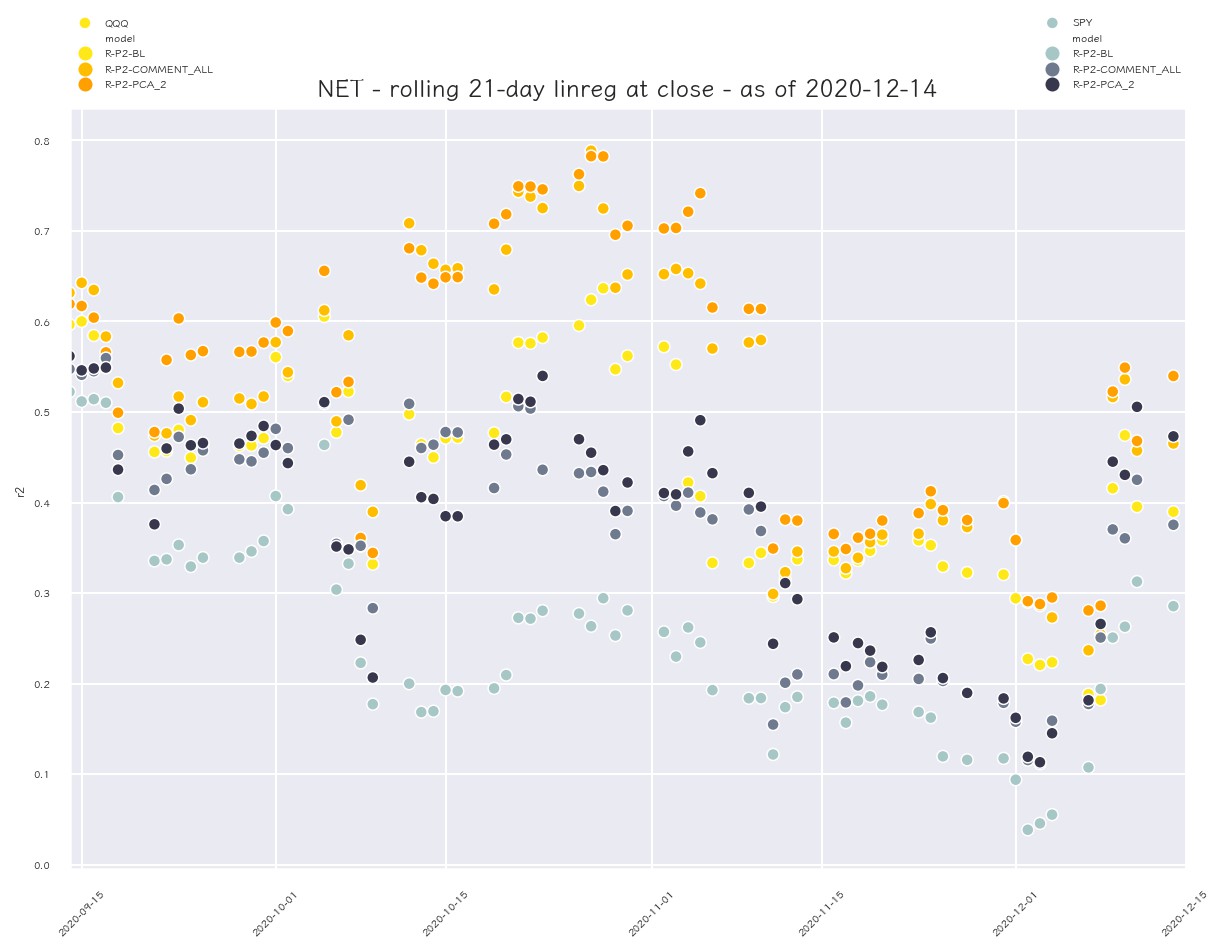 QQQ
model
R-P2-BL
R-P2-COMMENT_ALL
R-P2-PCA_2
SPY
model
R-P2-BL
R-P2-COMMENT_ALL
R-P2-PCA_2
NET - rolling 21-day linreg at close - as of 2020-12-14
0.8
0.7
0.6
0.5
0.4
0.3
0.2
0.1
0.0
r2
2020-09-15
2020-10-01
2020-10-15
2020-11-01
2020-11-15
2020-12-01
2020-12-15